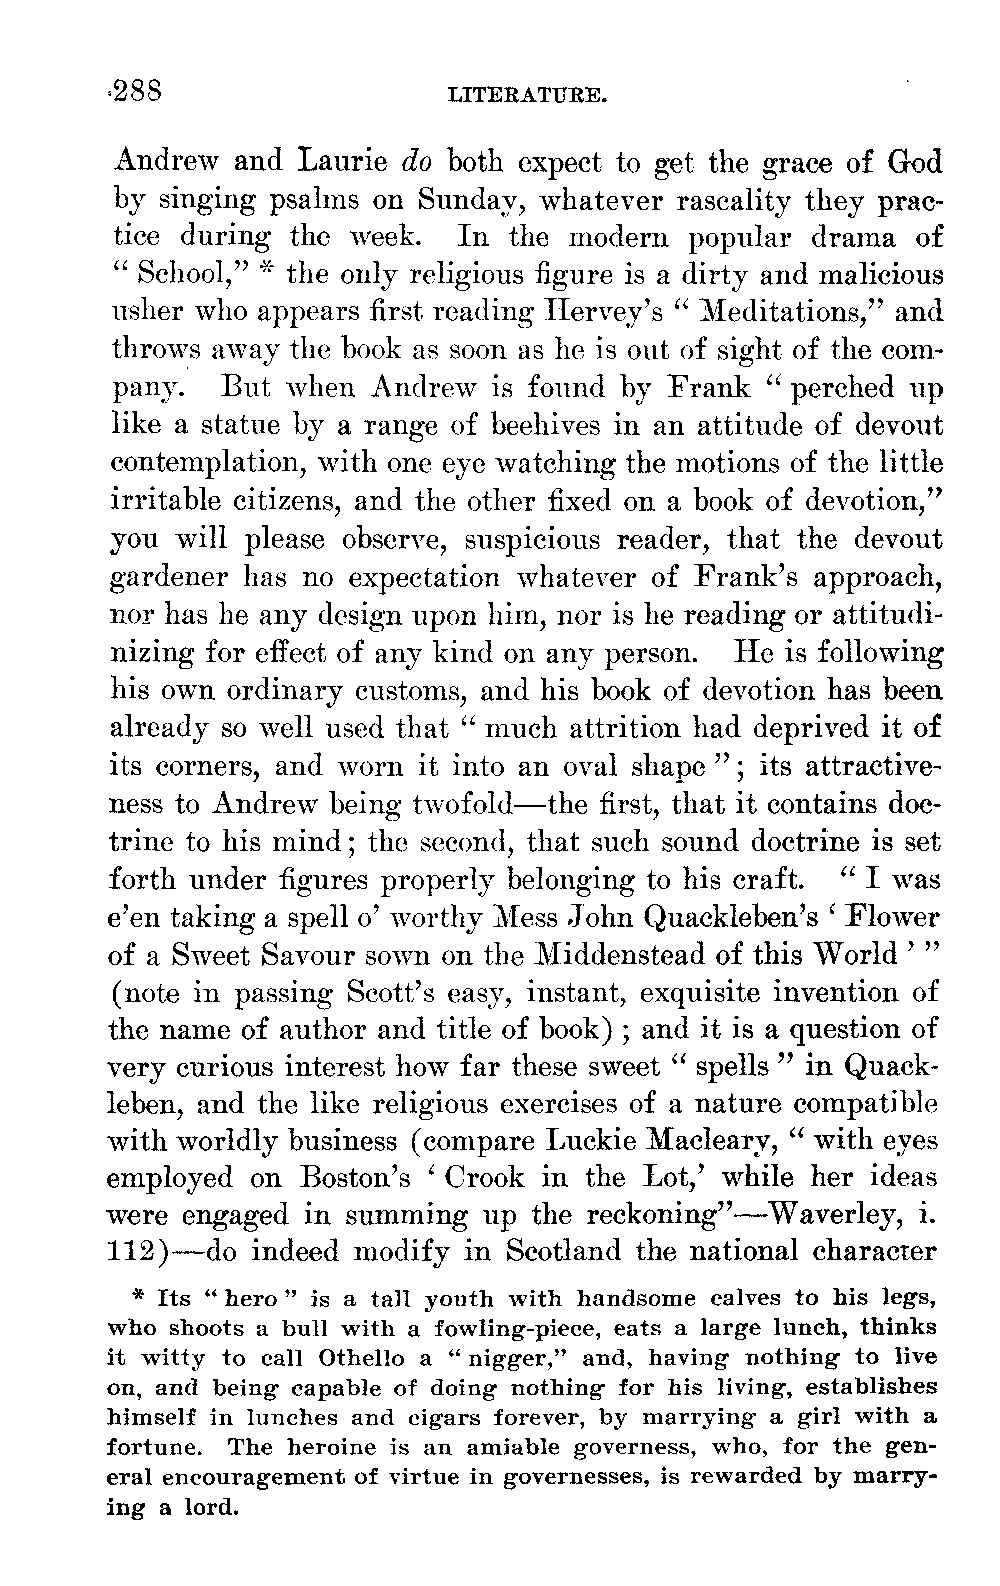 288 LITERATURE.
Andrew and Laurie do both expect to get the grace of God
by singing psalms on Sunday, whatever rascality they prac-
tice during the week. In the modern popular drama of
“ School,” * the only religious figure is a dirty and malicious
usher who appears first reading Hervey’s “ Meditations,” and
throws away the book as soon as he is out of sight of the com-
pany. But when Andrew is found by Frank “ perched up
like a statue by a range of beehives in an attitude of devout
contemplation, with one eye watching the motions of the little
irritable citizens, and the other fixed on a book of devotion,”
you will please observe, suspicious reader, that the devout
gardener has no expectation whatever of Frank’s approach,
nor has he any design upon him, nor is he reading or attitudi-
nizing for effect of any kind on any person. He is following
his own ordinary customs, and his book of devotion has been
already so well used that “ much attrition had deprived it of
its corners, and worn it into an oval shape ” ; its attractive-
ness to Andrew being twofold—the first, that it contains doc-
trine to his mind ; the second, that such sound doctrine is set
forth under figures properly belonging to his craft. “ I was
e’en taking a spell o’ worthy Mess John Quackleben’s ‘ Flower
of a Sweet Savour sown on the Middenstead of this World ’ ”
(note in passing Scott’s easy, instant, exquisite invention of
the name of author and title of book) ; and it is a question of
very curious interest how far these sweet “ spells ” in Quack-
leben, and the like religious exercises of a nature compatible
with worldly business (compare Luckie Macleary, “ with eyes
employed on Boston’s ‘ Crook in the Lot,’ while her ideas
were engaged in summing up the reckoning”—Waverley, i.
112)—do indeed modify in Scotland the national character
* Its “ hero ” is a tall youth with handsome calves to his legs,
who shoots a bull with a fowling-piece, eats a large lunch, thinks
it witty to call Othello a “ nigger,” and, having nothing to live
on, and being capable of doing nothing for his living, establishes
himself in lunches and cigars forever, by marrying a girl with a
fortune. The heroine is an amiable governess, who, for the gen-
eral encouragement of virtue in governesses, is rewarded by marry-
ing a lord.